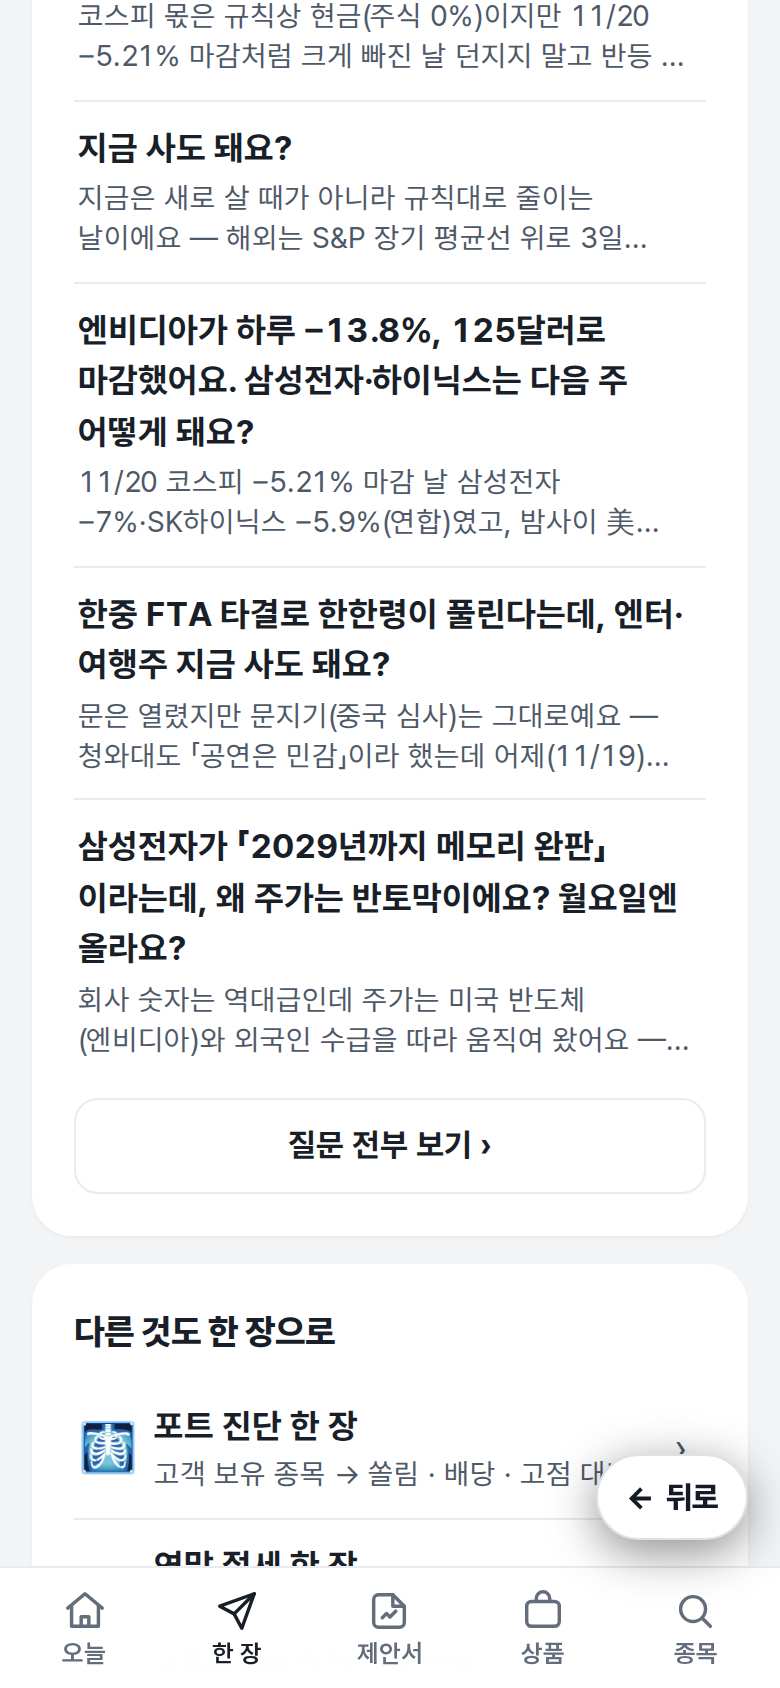 코스피 몫은 규칙상 현금(주식 0%)이지만 11/20
−5.21% 마감처럼 크게 빠진 날 던지지 말고 반등 …
지금 사도 돼요?
지금은 새로 살 때가 아니라 규칙대로 줄이는
날이에요 — 해외는 S&P 장기 평균선 위로 3일…
엔비디아가 하루 −13.8%, 125달러로
마감했어요. 삼성전자·하이닉스는 다음 주
어떻게 돼요?
11/20 코스피 −5.21% 마감 날 삼성전자
−7%·SK하이닉스 −5.9%(연합)였고, 밤사이 美…
한중 FTA 타결로 한한령이 풀린다는데, 엔터·
여행주 지금 사도 돼요?
문은 열렸지만 문지기(중국 심사)는 그대로예요 —
청와대도 「공연은 민감」이라 했는데 어제(11/19)…
삼성전자가 「2029년까지 메모리 완판」
이라는데, 왜 주가는 반토막이에요? 월요일엔
올라요?
회사 숫자는 역대급인데 주가는 미국 반도체
(엔비디아)와 외국인 수급을 따라 움직여 왔어요 —…
질문 전부 보기 ›
다른 것도 한 장으로
포트 진단 한 장 ›
고객 보유 종목 → 쏠림 · 배당 · 고점
← 뒤로
오늘
한 장
제안서
상품
종목